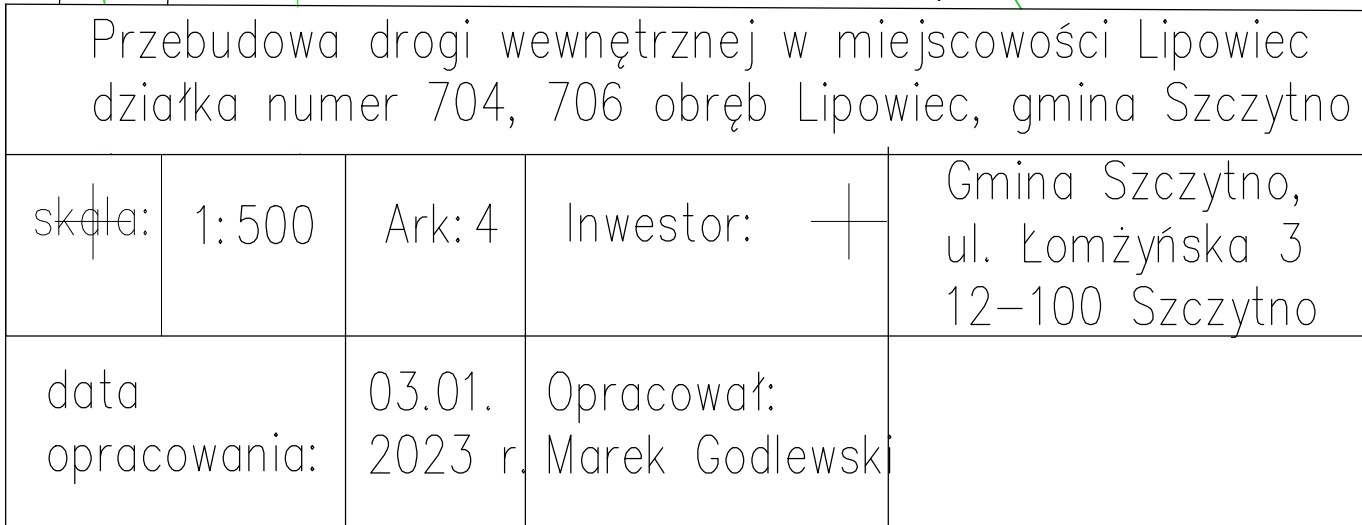 Przebudowa drogi wewnętrznej w miejscowości Lipowiec
działka numer 704, 706 obręb Lipowiec, gmina Szczytno
skala:
1:500
Ark: 4
Inwestor:
Gmina Szczytno,
ul. Łomżyńska 3
12-100 Szczytno
data
opracowania:
03.01.
2023 r.
Opracował:
Marek Godlewski